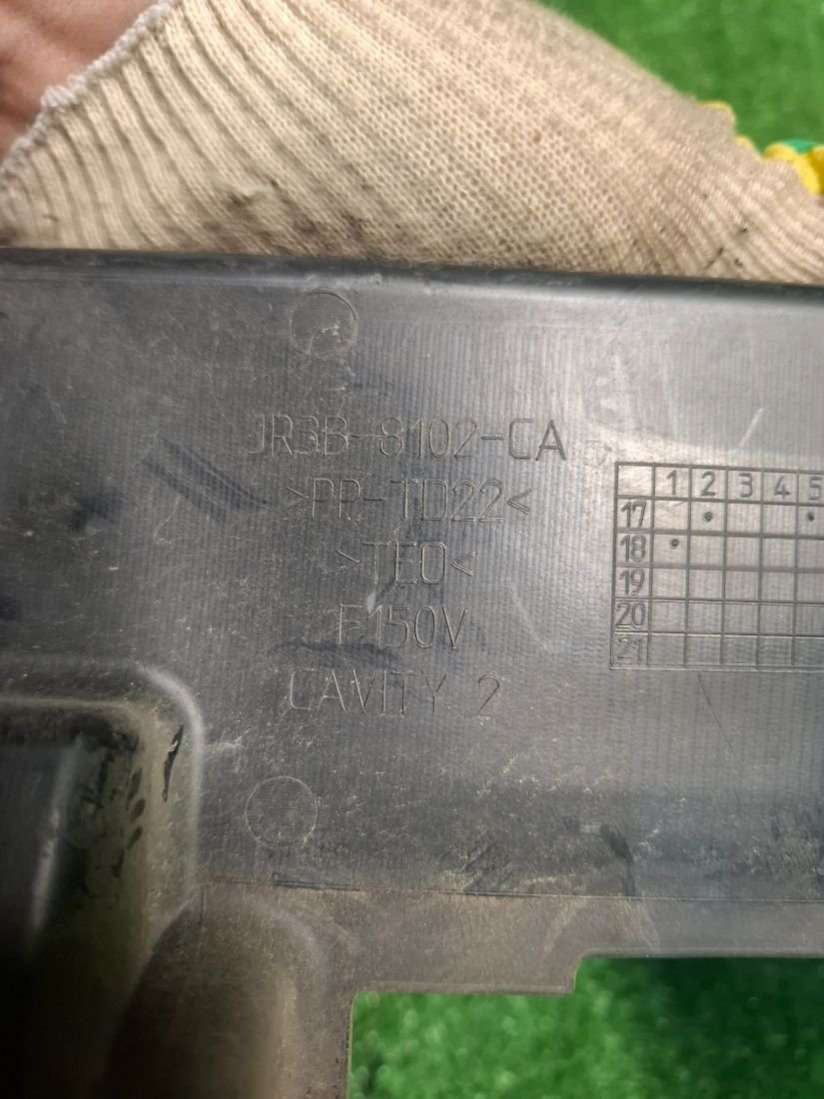 JR3B-8102-CA
>PP-TD22<
>TEO<
F150V
CAVITY 2
1 2 3 4 5
17
18
19
20
21